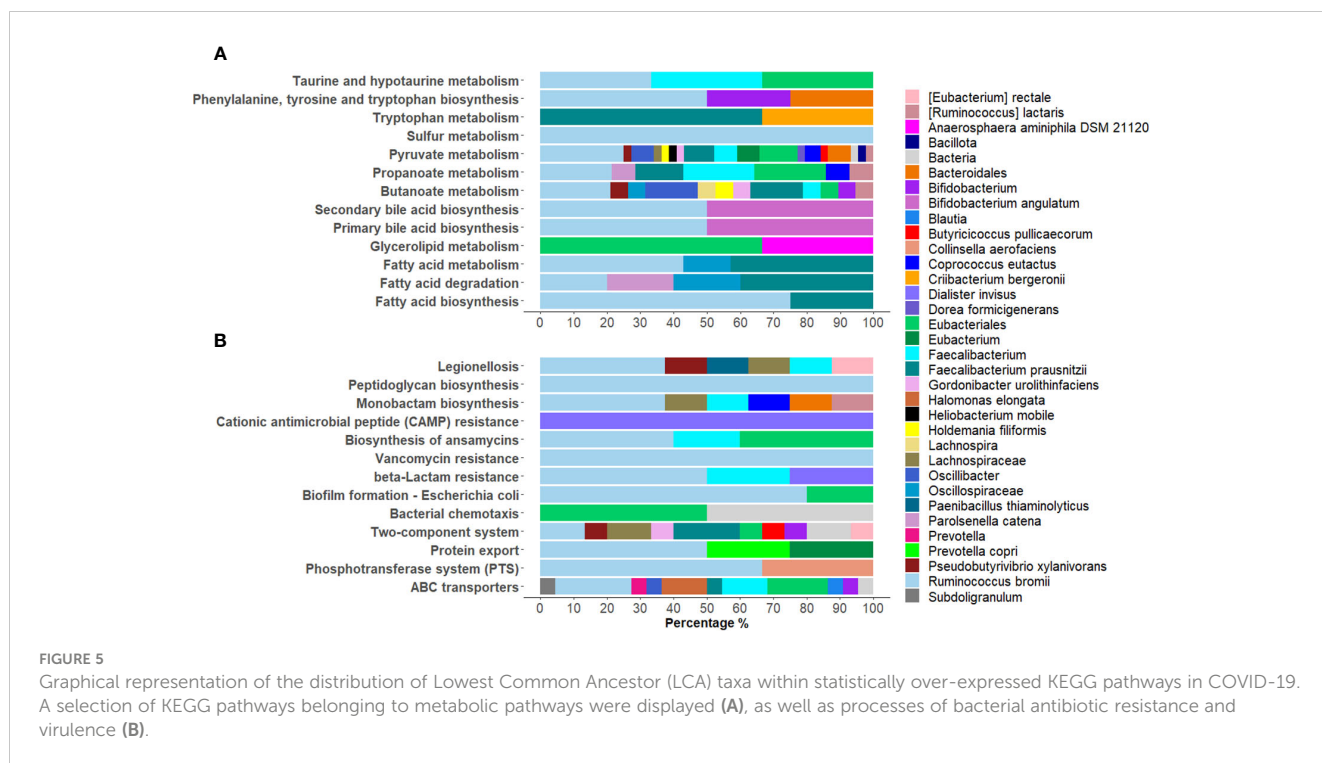 A
Taurine and hypotaurine metabolism
Phenylalanine, tyrosine and tryptophan biosynthesis
Tryptophan metabolism
Sulfur metabolism
Pyruvate metabolism
Propanoate metabolism
Butanoate metabolism
Secondary bile acid biosynthesis
Primary bile acid biosynthesis
Glycerolipid metabolism
Fatty acid metabolism
Fatty acid degradation
Fatty acid biosynthesis
0 10 20 30 40 50 60 70 80 90 100
B
Legionellosis
Peptidoglycan biosynthesis
Monobactam biosynthesis
Cationic antimicrobial peptide (CAMP) resistance
Biosynthesis of ansamycins
Vancomycin resistance
beta-Lactam resistance
Biofilm formation - Escherichia coli
Bacterial chemotaxis
Two-component system
Protein export
Phosphotransferase system (PTS)
ABC transporters
0 10 20 30 40 50 60 70 80 90 100
Percentage %
[Eubacterium] rectale
[Ruminococcus] lactaris
Anaerosphaera aminiphila DSM 21120
Bacillota
Bacteria
Bacteroidales
Bifidobacterium
Bifidobacterium angulatum
Blautia
Butyricicoccus pullicaecorum
Collinsella aerofaciens
Coprococcus eutactus
Criibacterium bergeronii
Dialister invisus
Dorea formicigenerans
Eubacteriales
Eubacterium
Faecalibacterium
Faecalibacterium prausnitzii
Gordonibacter urolithinfaciens
Halomonas elongata
Heliobacterium mobile
Holdemania filiformis
Lachnospira
Lachnospiraceae
Oscillibacter
Oscillospiraceae
Paenibacillus thiaminolyticus
Parolsenella catena
Prevotella
Prevotella copri
Pseudobutyrivibrio xylanivorans
Ruminococcus bromii
Subdoligranulum
FIGURE 5
Graphical representation of the distribution of Lowest Common Ancestor (LCA) taxa within statistically over-expressed KEGG pathways in COVID-19.
A selection of KEGG pathways belonging to metabolic pathways were displayed (A), as well as processes of bacterial antibiotic resistance and
virulence (B).